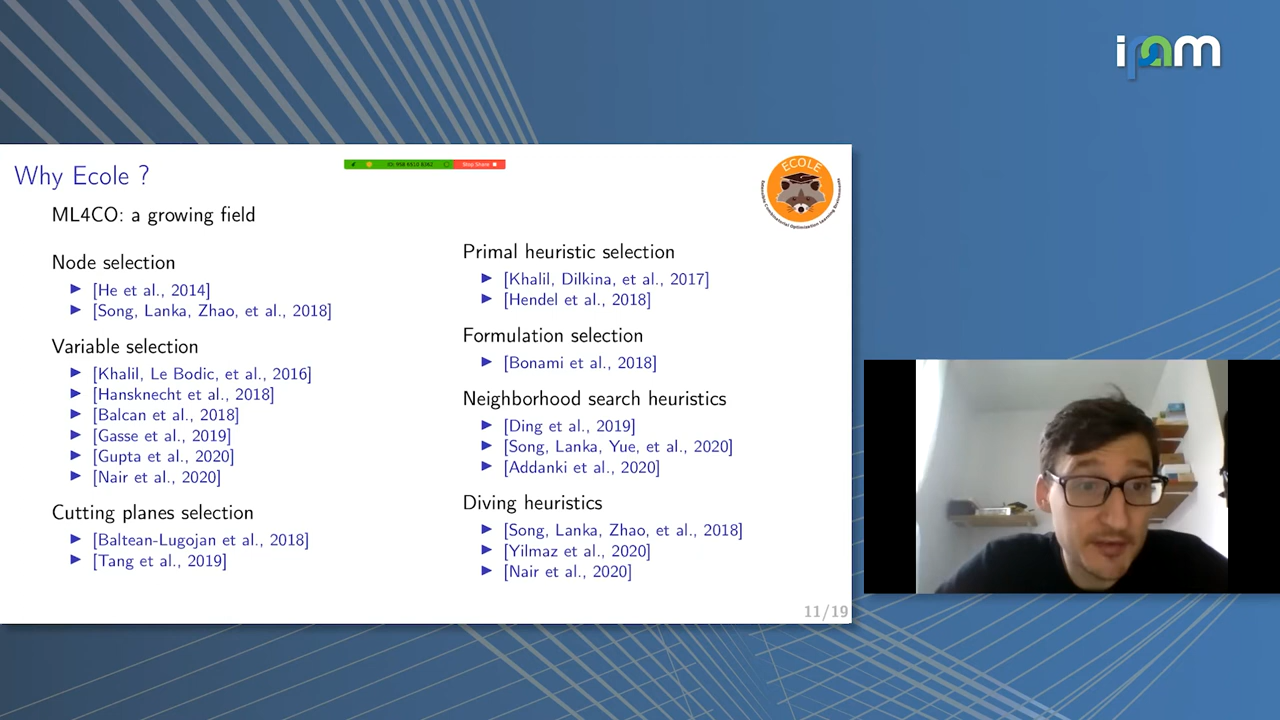 ipam
Why Ecole ?
Stop Share
ECOLE
ML4CO: a growing field
Node selection
[He et al., 2014]
[Song, Lanka, Zhao, et al., 2018]
Variable selection
[Khalil, Le Bodic, et al., 2016]
[Hansknecht et al., 2018]
[Balcan et al., 2018]
[Gasse et al., 2019]
[Gupta et al., 2020]
[Nair et al., 2020]
Cutting planes selection
[Baltean-Lugojan et al., 2018]
[Tang et al., 2019]
Primal heuristic selection
[Khalil, Dilkina, et al., 2017]
[Hendel et al., 2018]
Formulation selection
[Bonami et al., 2018]
Neighborhood search heuristics
[Ding et al., 2019]
[Song, Lanka, Yue, et al., 2020]
[Addanki et al., 2020]
Diving heuristics
[Song, Lanka, Zhao, et al., 2018]
[Yilmaz et al., 2020]
[Nair et al., 2020]
11/19